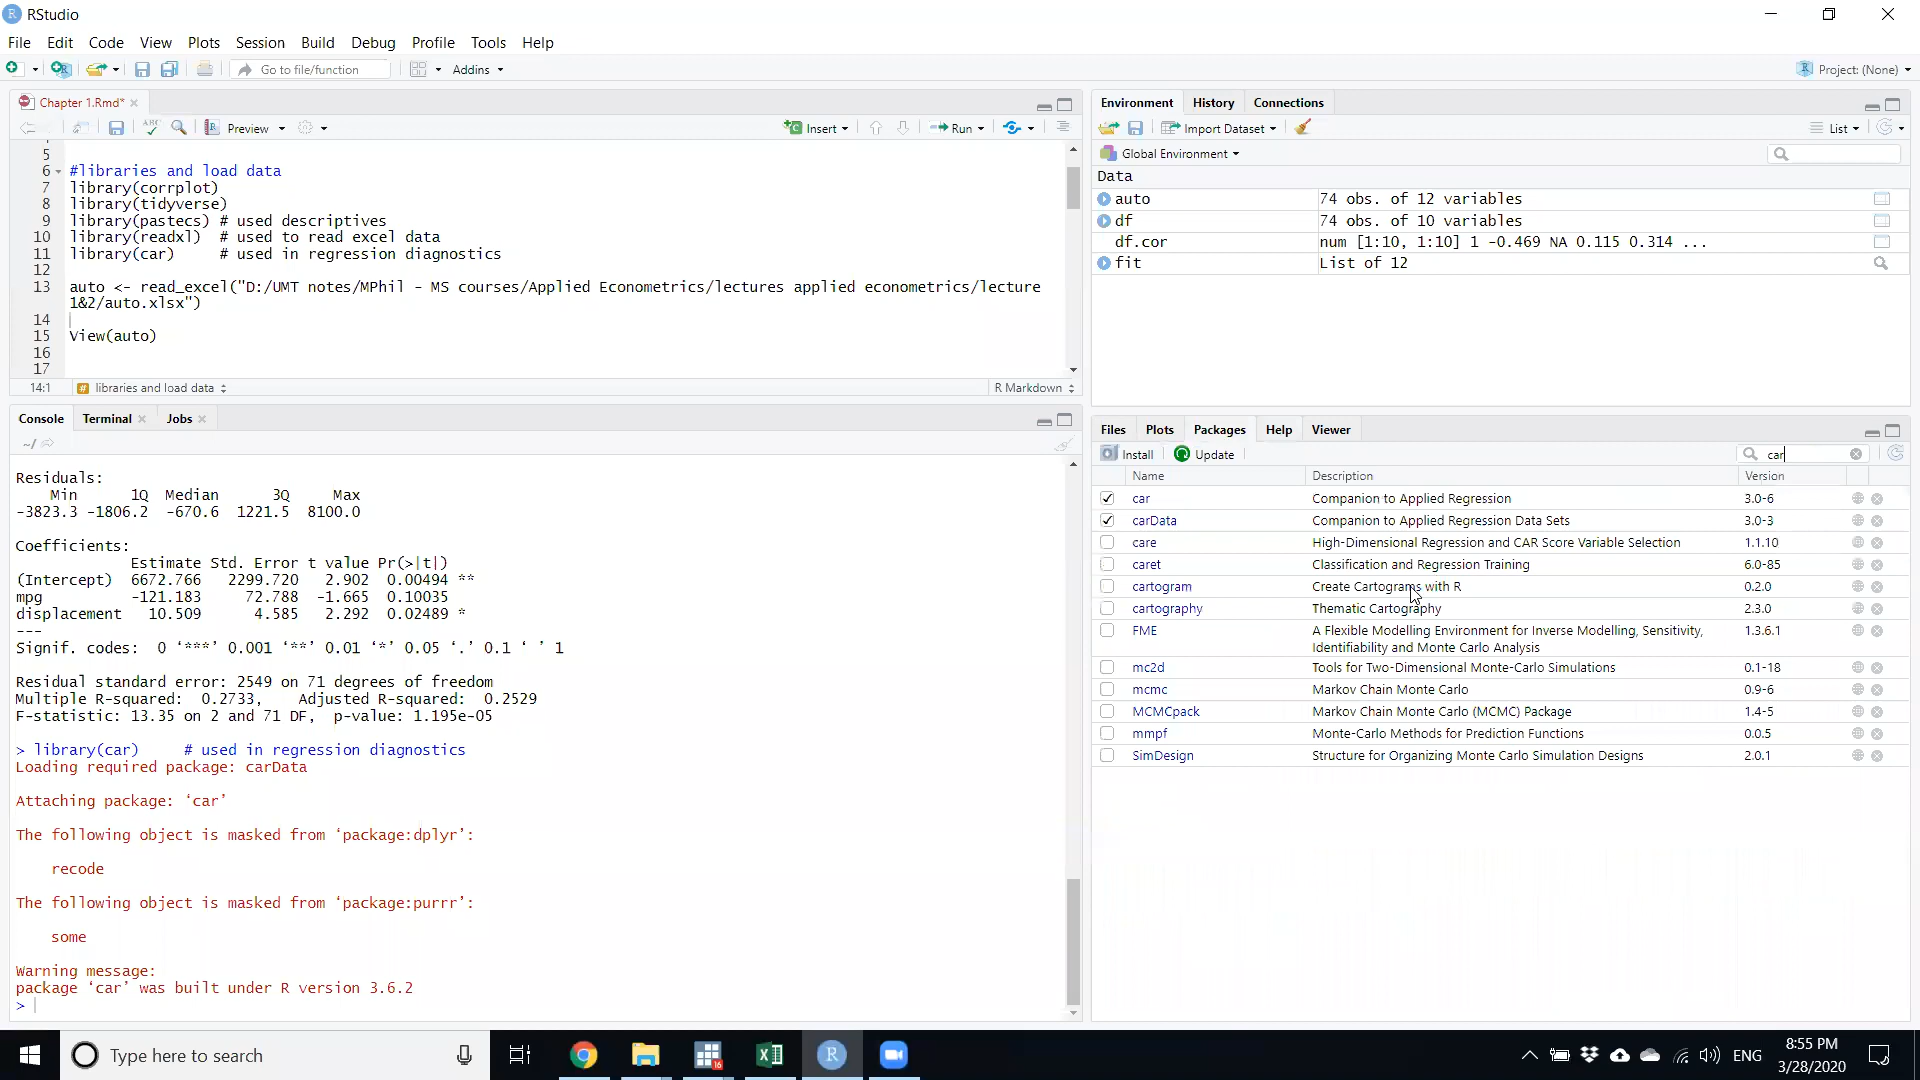 RStudio
File Edit Code View Plots Session Build Debug Profile Tools Help
Go to file/function Addins Project: (None)
Chapter 1.Rmd*
ABC Preview Insert Run
5
6 #libraries and load data
7 library(corrplot)
8 library(tidyverse)
9 library(pastecs) # used descriptives
10 library(readxl)  # used to read excel data
11 library(car)     # used in regression diagnostics
12
13 auto <- read_excel("D:/UMT notes/MPhil - MS courses/Applied Econometrics/lectures applied econometrics/lecture
1&2/auto.xlsx")
14
15 View(auto)
16
17
14:1 # libraries and load data R Markdown
Console Terminal Jobs
~/
Residuals:
Min 1Q Median 3Q Max
-3823.3 -1806.2 -670.6 1221.5 8100.0
Coefficients:
Estimate Std. Error t value Pr(>|t|)
(Intercept) 6672.766 2299.720 2.902 0.00494 **
mpg -121.183 72.788 -1.665 0.10035
displacement 10.509 4.585 2.292 0.02489 *
---
Signif. codes:  0 ‘***’ 0.001 ‘**’ 0.01 ‘*’ 0.05 ‘.’ 0.1 ‘ ’ 1
Residual standard error: 2549 on 71 degrees of freedom
Multiple R-squared:  0.2733,    Adjusted R-squared:  0.2529
F-statistic: 13.35 on 2 and 71 DF,  p-value: 1.195e-05
> library(car)     # used in regression diagnostics
Loading required package: carData
Attaching package: ‘car’
The following object is masked from ‘package:dplyr’:
recode
The following object is masked from ‘package:purrr’:
some
Warning message:
package ‘car’ was built under R version 3.6.2
>
Environment History Connections
Import Dataset List
Global Environment
Data
auto 74 obs. of 12 variables
df 74 obs. of 10 variables
df.cor num [1:10, 1:10] 1 -0.469 NA 0.115 0.314 ...
fit List of 12
Files Plots Packages Help Viewer
Install Update car
Name Description Version
car Companion to Applied Regression 3.0-6
carData Companion to Applied Regression Data Sets 3.0-3
care High-Dimensional Regression and CAR Score Variable Selection 1.1.10
caret Classification and Regression Training 6.0-85
cartogram Create Cartograms with R 0.2.0
cartography Thematic Cartography 2.3.0
FME A Flexible Modelling Environment for Inverse Modelling, Sensitivity, 1.3.6.1
Identifiability and Monte Carlo Analysis
mc2d Tools for Two-Dimensional Monte-Carlo Simulations 0.1-18
mcmc Markov Chain Monte Carlo 0.9-6
MCMCpack Markov Chain Monte Carlo (MCMC) Package 1.4-5
mmpf Monte-Carlo Methods for Prediction Functions 0.0.5
SimDesign Structure for Organizing Monte Carlo Simulation Designs 2.0.1
Type here to search 16 R ENG 8:55 PM
3/28/2020